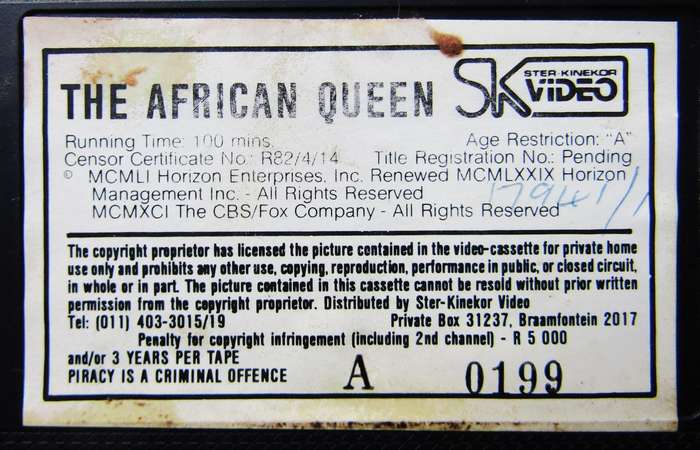 THE AFRICAN QUEEN SK STER-KINEKOR VIDEO
Running Time: 100 mins. Age Restriction: "A"
Censor Certificate No.: R82/4/14 Title Registration No.: Pending
© MCMLI Horizon Enterprises, Inc. Renewed MCMLXXIX Horizon
Management Inc. - All Rights Reserved
MCMXCI The CBS/Fox Company - All Rights Reserved
The copyright proprietor has licensed the picture contained in the video-cassette for private home
use only and prohibits any other use, copying, reproduction, performance in public, or closed circuit,
in whole or in part. The picture contained in this cassette cannot be resold without prior written
permission from the copyright proprietor. Distributed by Ster-Kinekor Video
Tel: (011) 403-3015/19 Private Box 31237, Braamfontein 2017
Penalty for copyright infringement (including 2nd channel) - R 5 000
and/or 3 YEARS PER TAPE
PIRACY IS A CRIMINAL OFFENCE A 0199